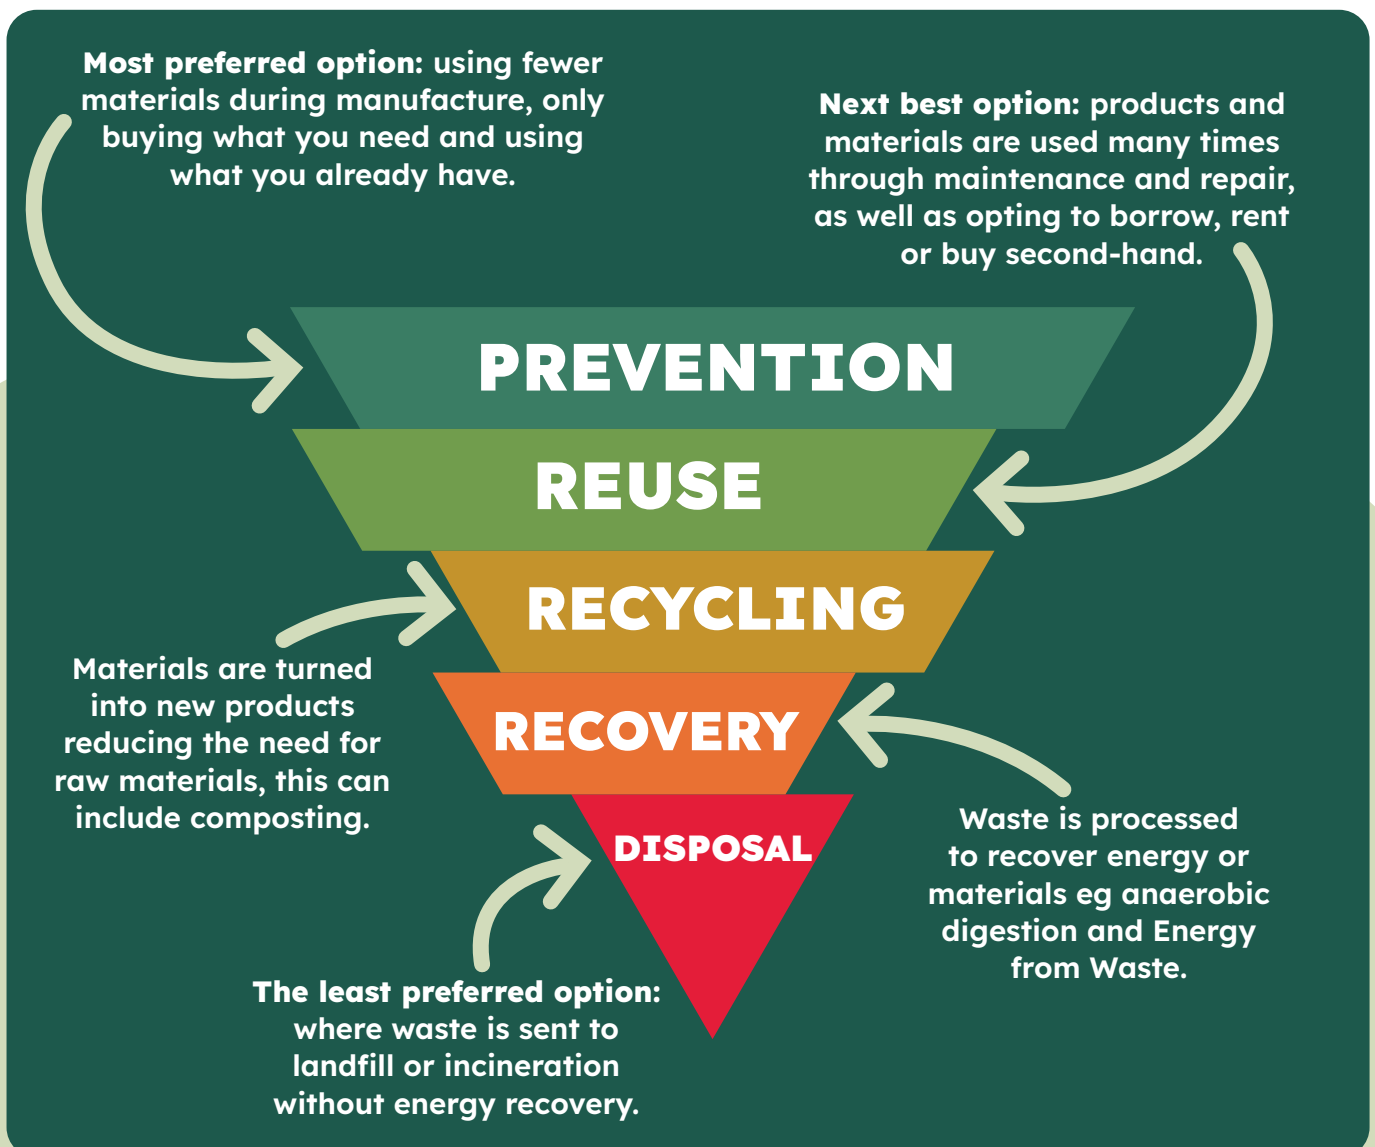 Most preferred option: using fewer
materials during manufacture, only
buying what you need and using
what you already have.
Next best option: products and
materials are used many times
through maintenance and repair,
as well as opting to borrow, rent
or buy second-hand.
PREVENTION
REUSE
RECYCLING
Materials are turned
into new products
reducing the need for
raw materials, this can
include composting.
RECOVERY
Waste is processed
to recover energy or
materials eg anaerobic
digestion and Energy
from Waste.
DISPOSAL
The least preferred option:
where waste is sent to
landfill or incineration
without energy recovery.